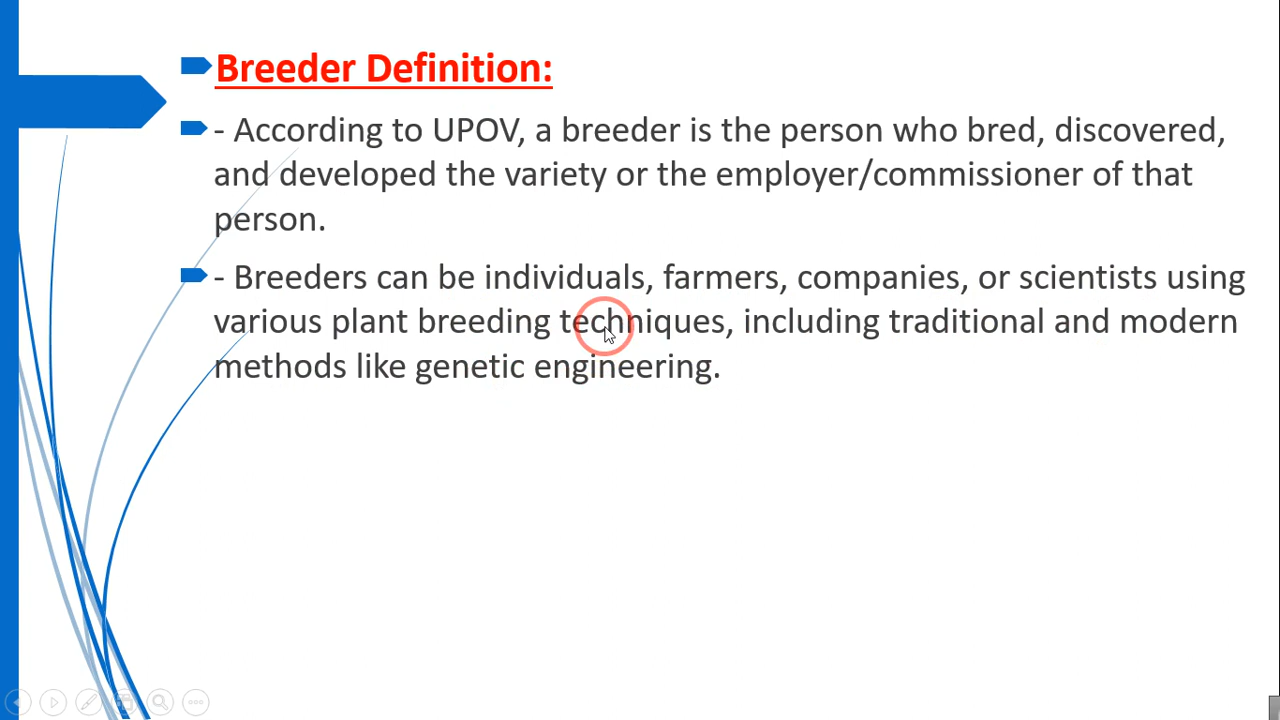 Breeder Definition:
- According to UPOV, a breeder is the person who bred, discovered,
and developed the variety or the employer/commissioner of that
person.
- Breeders can be individuals, farmers, companies, or scientists using
various plant breeding techniques, including traditional and modern
methods like genetic engineering.